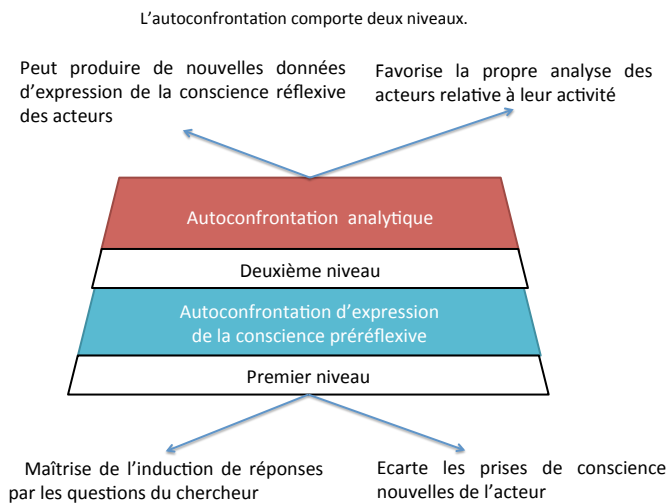 L'autoconfrontation comporte deux niveaux.
Peut produire de nouvelles données
d'expression de la conscience réflexive
des acteurs
Favorise la propre analyse des
acteurs relative à leur activité
Autoconfrontation analytique
Deuxième niveau
Autoconfrontation d'expression
de la conscience préréflexive
Premier niveau
Maîtrise de l'induction de réponses
par les questions du chercheur
Ecarte les prises de conscience
nouvelles de l'acteur